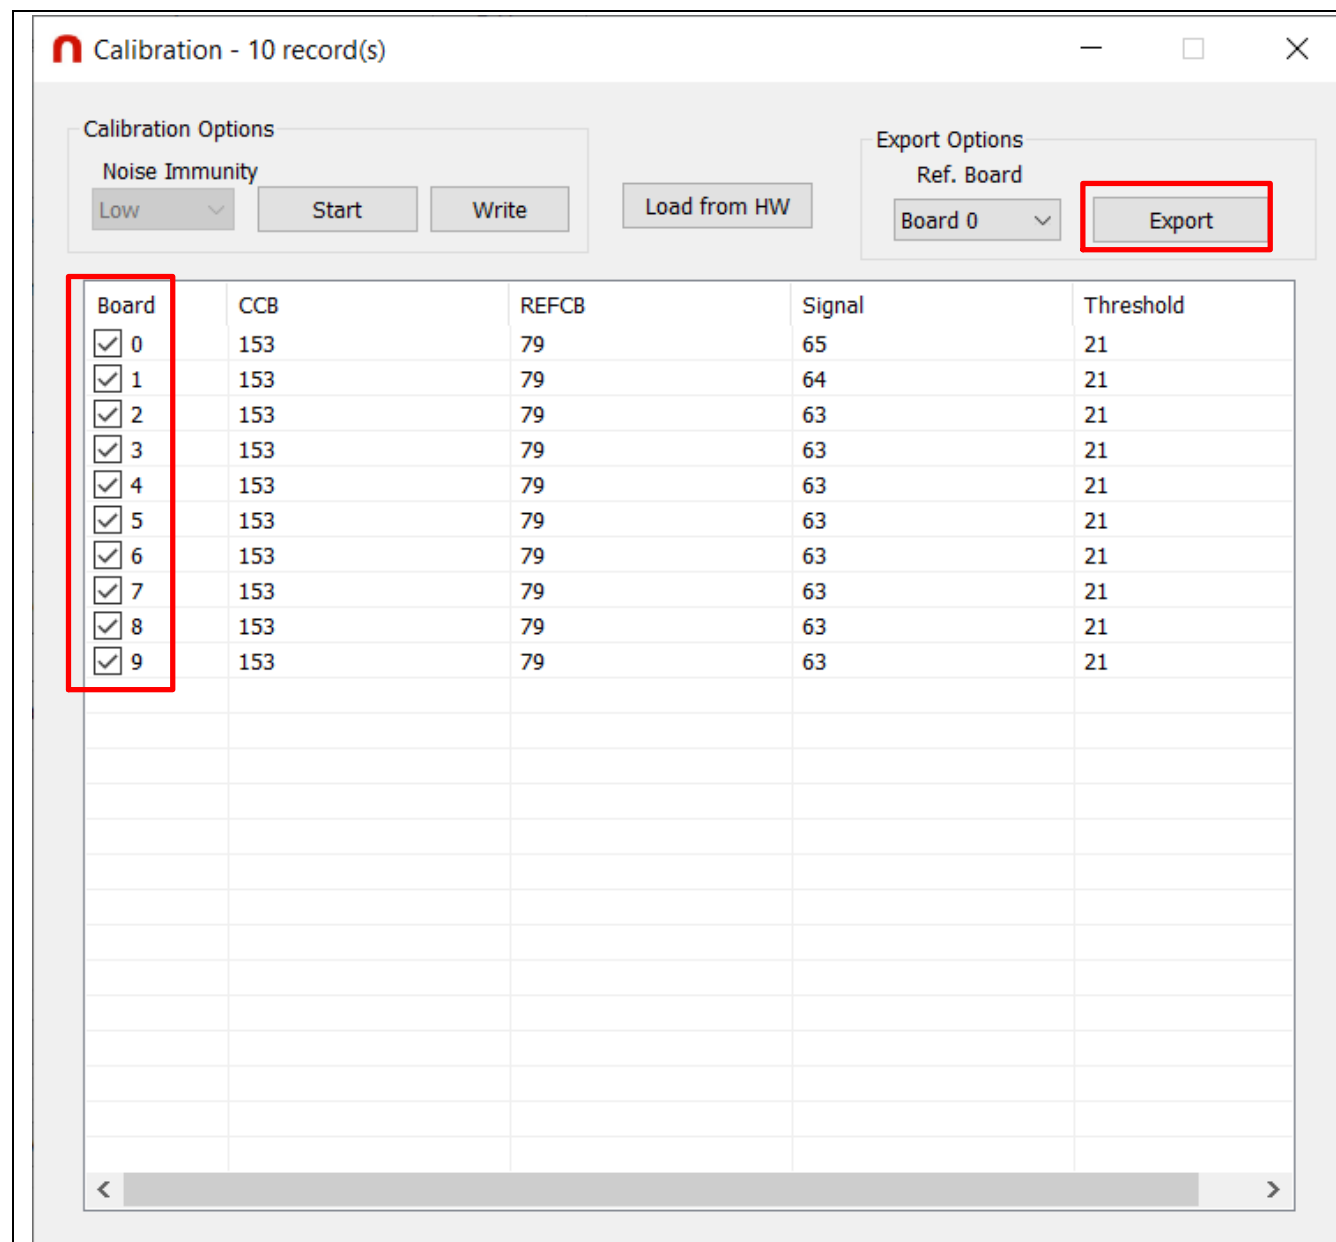 Calibration - 10 record(s)
Calibration Options
Noise Immunity
Low
Start
Write
Load from HW
Export Options
Ref. Board
Board 0
Export
Board CCB REFCB Signal Threshold
0 153 79 65 21
1 153 79 64 21
2 153 79 63 21
3 153 79 63 21
4 153 79 63 21
5 153 79 63 21
6 153 79 63 21
7 153 79 63 21
8 153 79 63 21
9 153 79 63 21